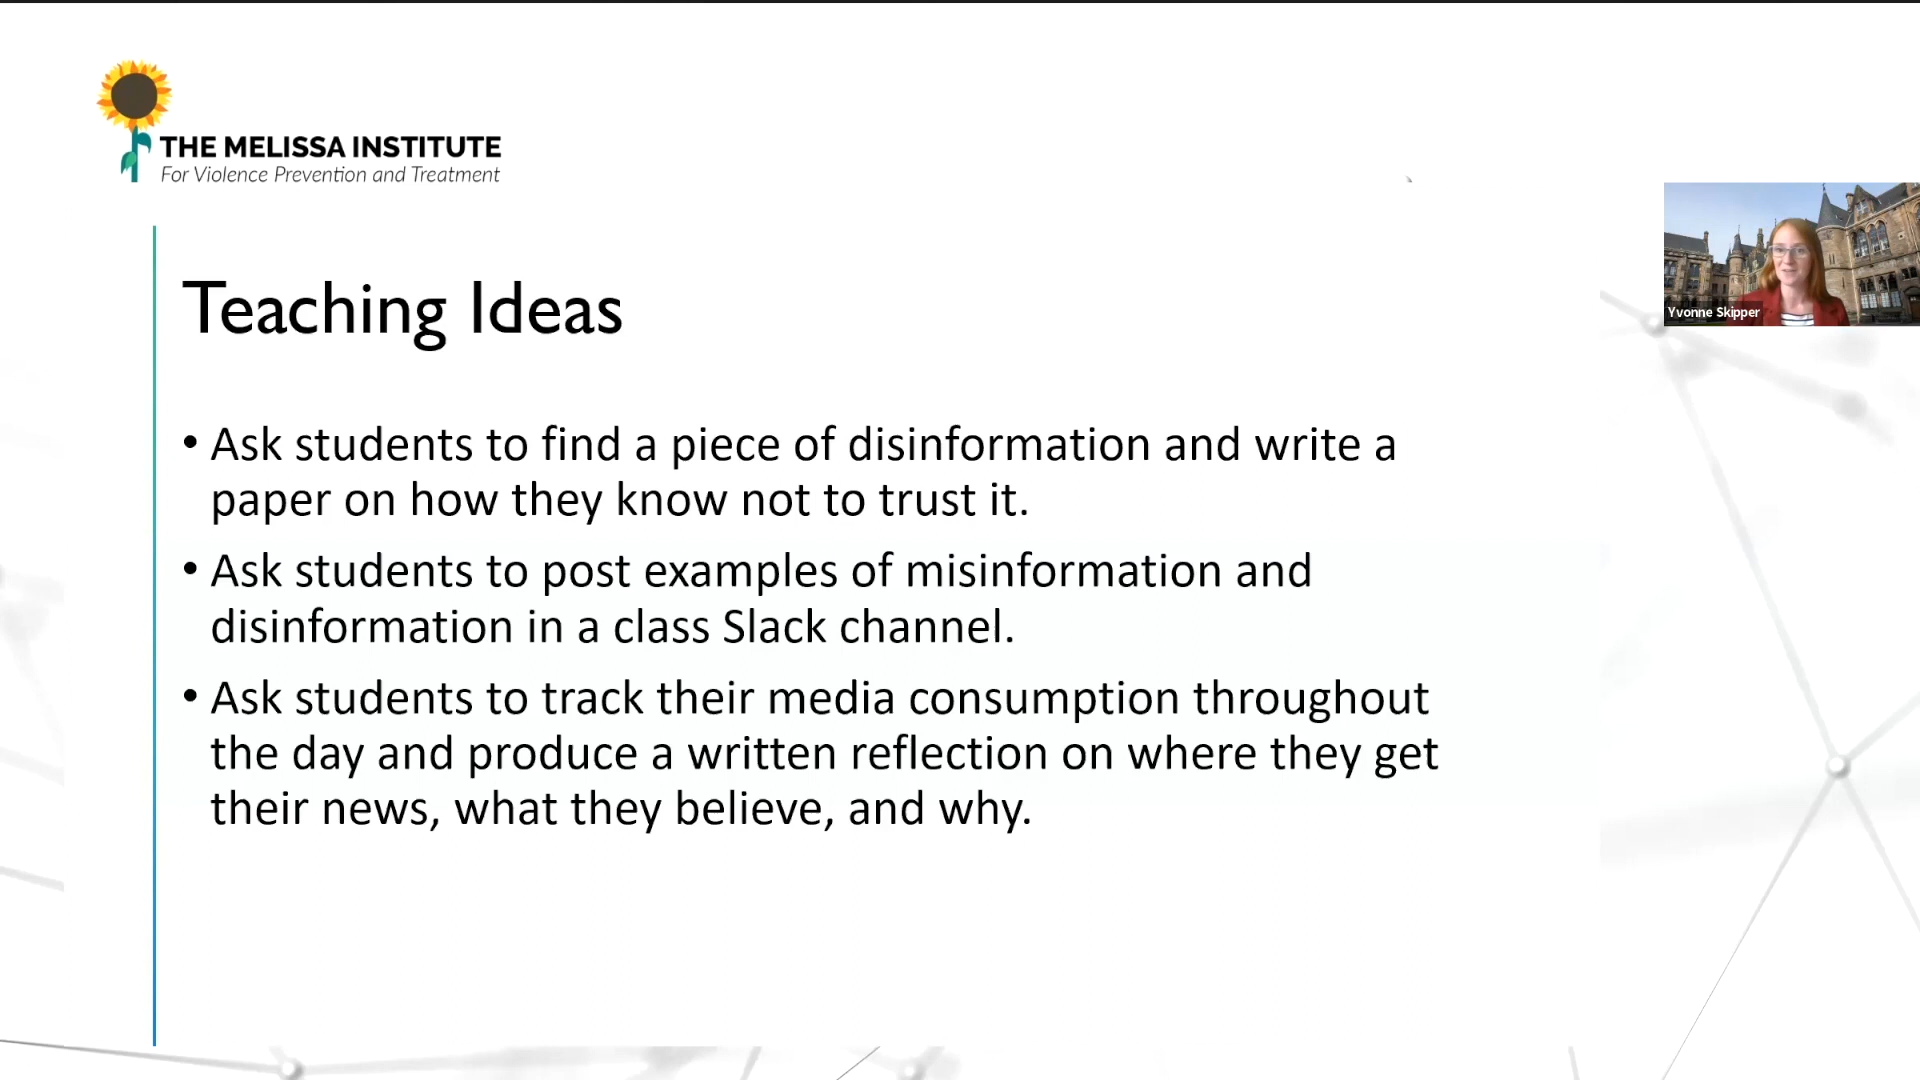 THE MELISSA INSTITUTE
For Violence Prevention and Treatment
Yvonne Skipper
Teaching Ideas
• Ask students to find a piece of disinformation and write a
paper on how they know not to trust it.
• Ask students to post examples of misinformation and
disinformation in a class Slack channel.
• Ask students to track their media consumption throughout
the day and produce a written reflection on where they get
their news, what they believe, and why.